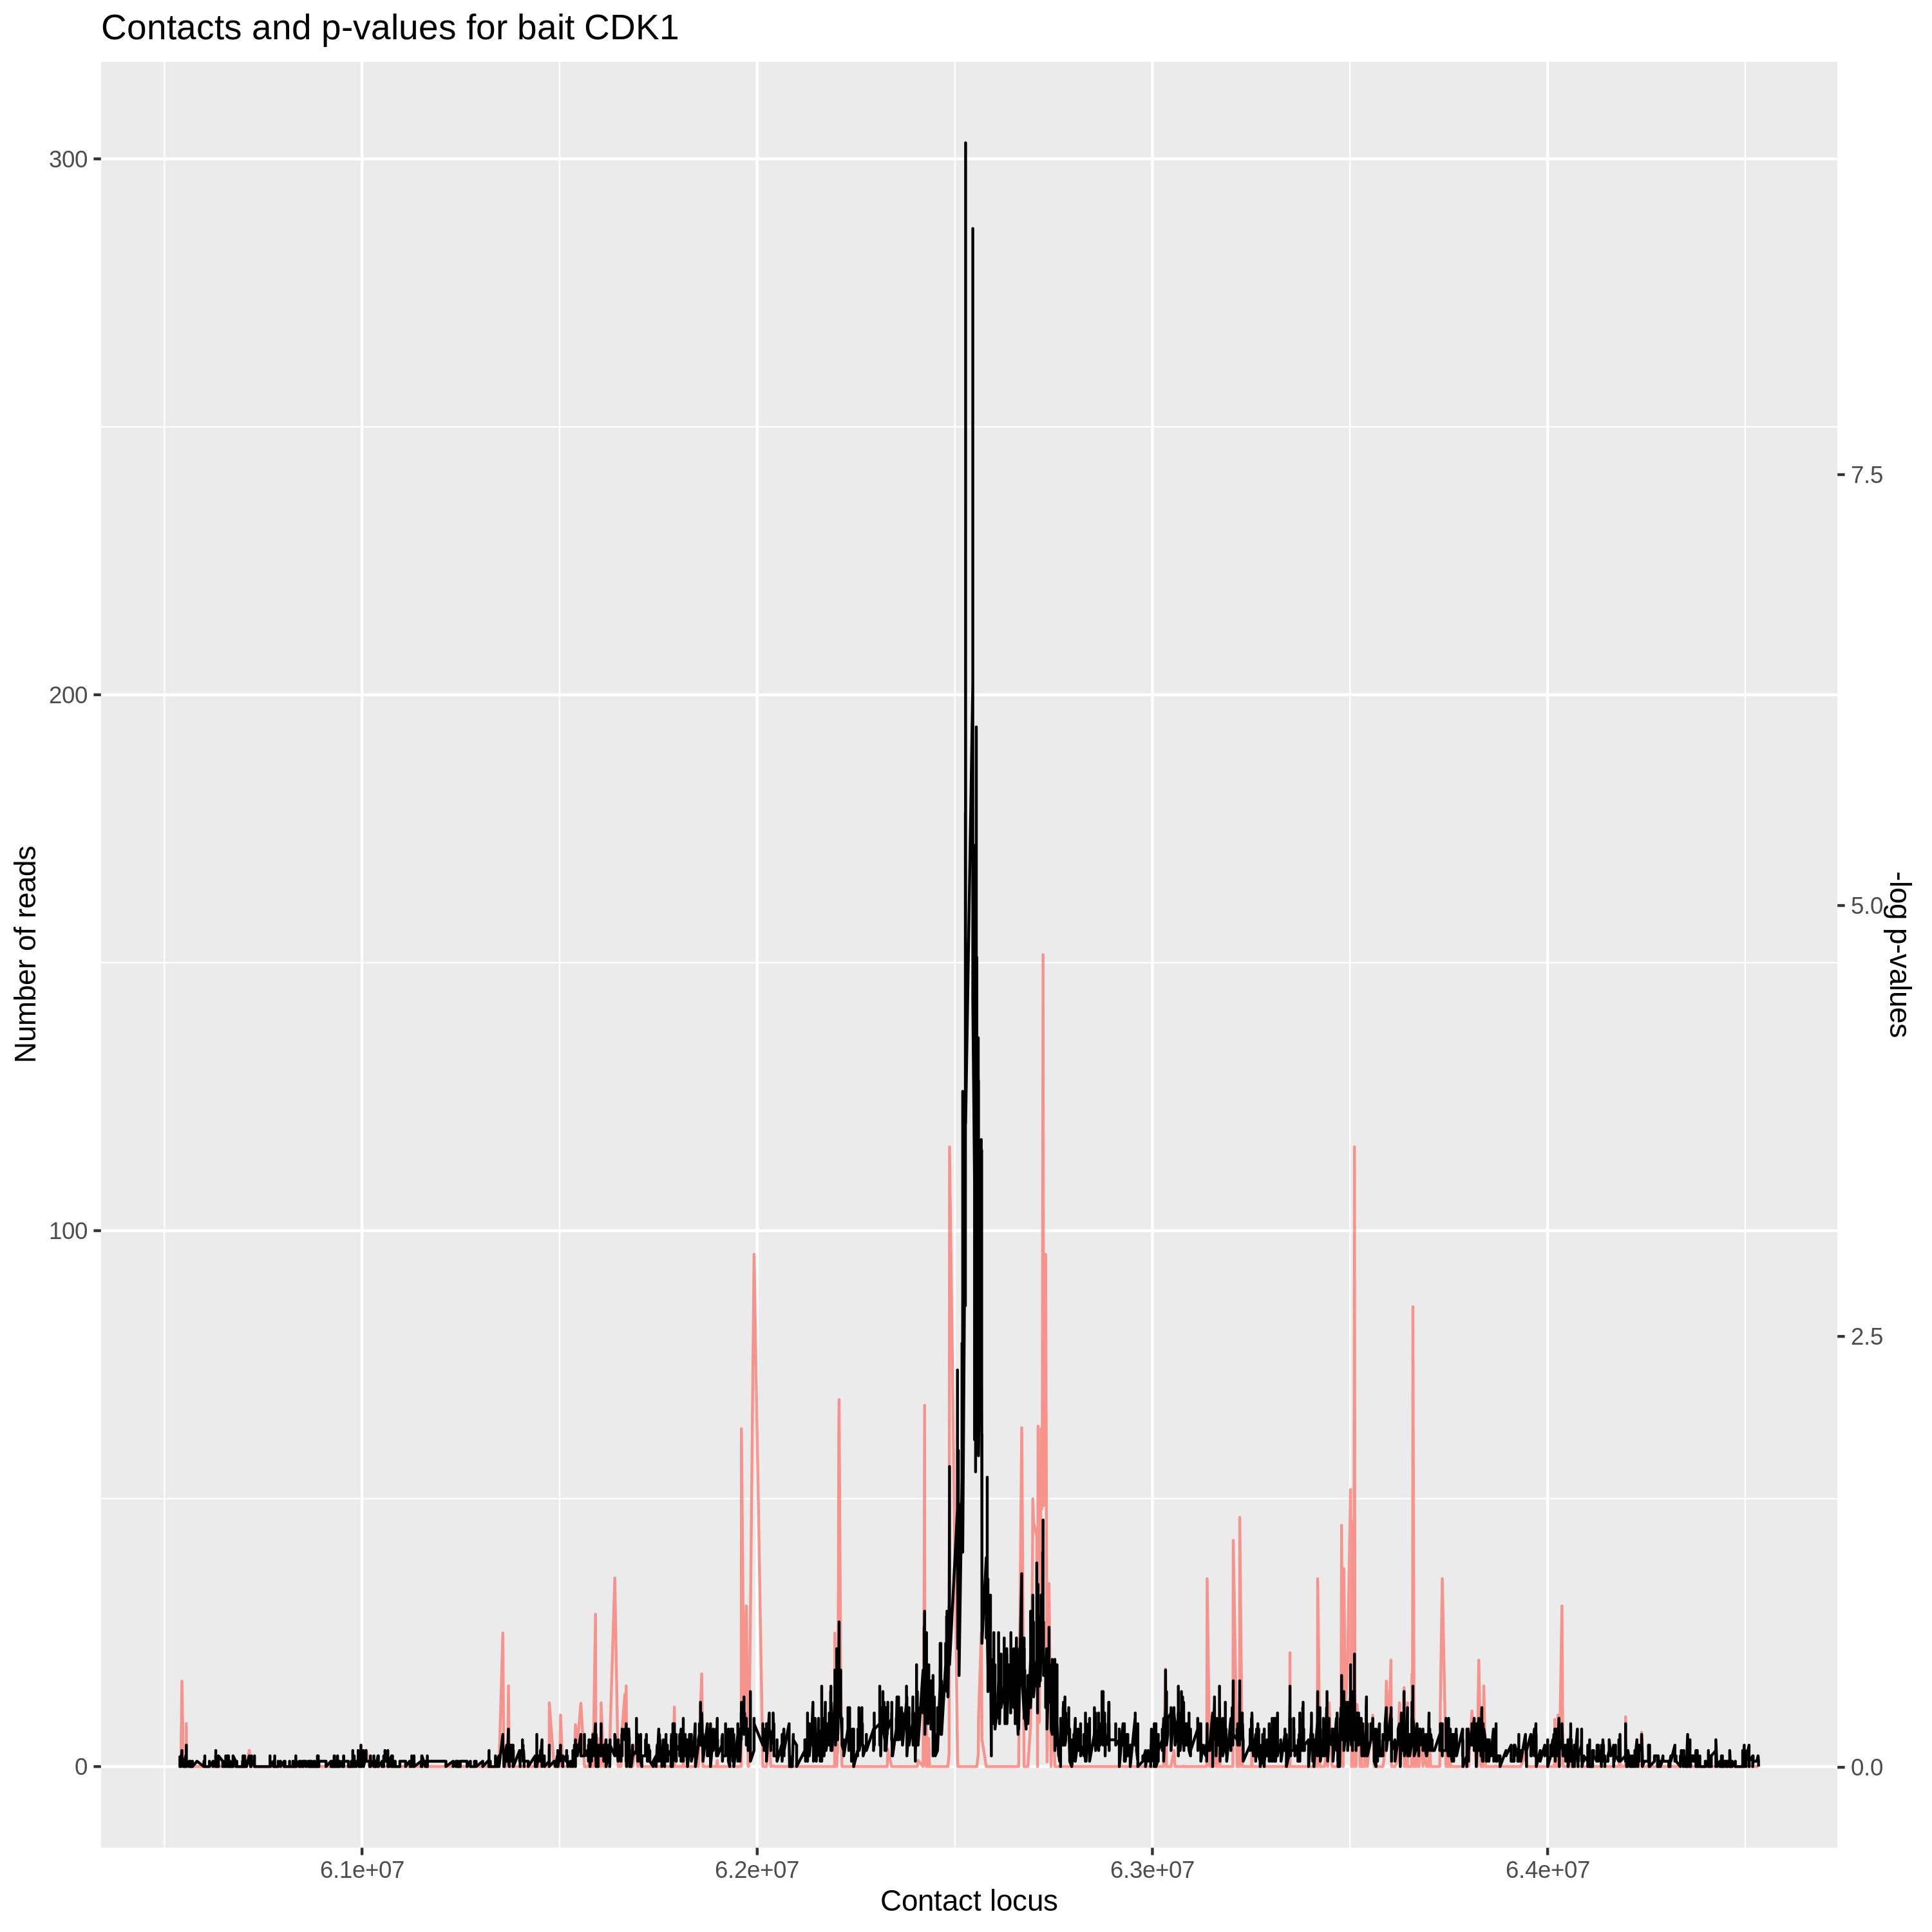 Contacts and p-values for bait CDK1
300
200
100
0
Number of reads
7.5
5.0
2.5
0.0
-log p-values
6.1e+07
6.2e+07
6.3e+07
6.4e+07
Contact locus